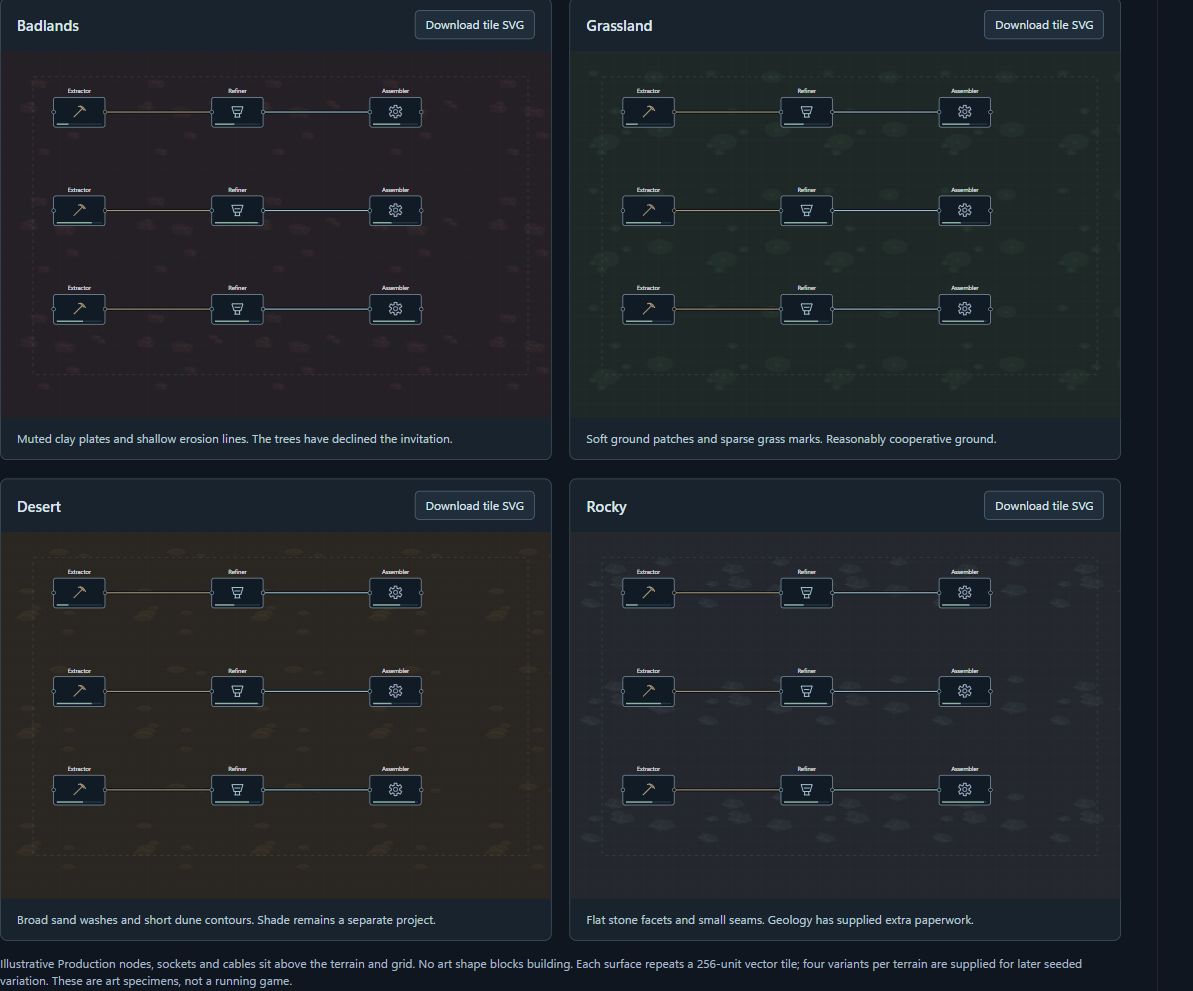 Badlands
Download tile SVG
Grassland
Download tile SVG
Extractor
Refiner
Assembler
Extractor
Refiner
Assembler
Extractor
Refiner
Assembler
Extractor
Refiner
Assembler
Extractor
Refiner
Assembler
Extractor
Refiner
Assembler
Muted clay plates and shallow erosion lines. The trees have declined the invitation.
Soft ground patches and sparse grass marks. Reasonably cooperative ground.
Desert
Download tile SVG
Rocky
Download tile SVG
Extractor
Refiner
Assembler
Extractor
Refiner
Assembler
Extractor
Refiner
Assembler
Extractor
Refiner
Assembler
Extractor
Refiner
Assembler
Extractor
Refiner
Assembler
Broad sand washes and short dune contours. Shade remains a separate project.
Flat stone facets and small seams. Geology has supplied extra paperwork.
Illustrative Production nodes, sockets and cables sit above the terrain and grid. No art shape blocks building. Each surface repeats a 256-unit vector tile; four variants per terrain are supplied for later seeded
variation. These are art specimens, not a running game.